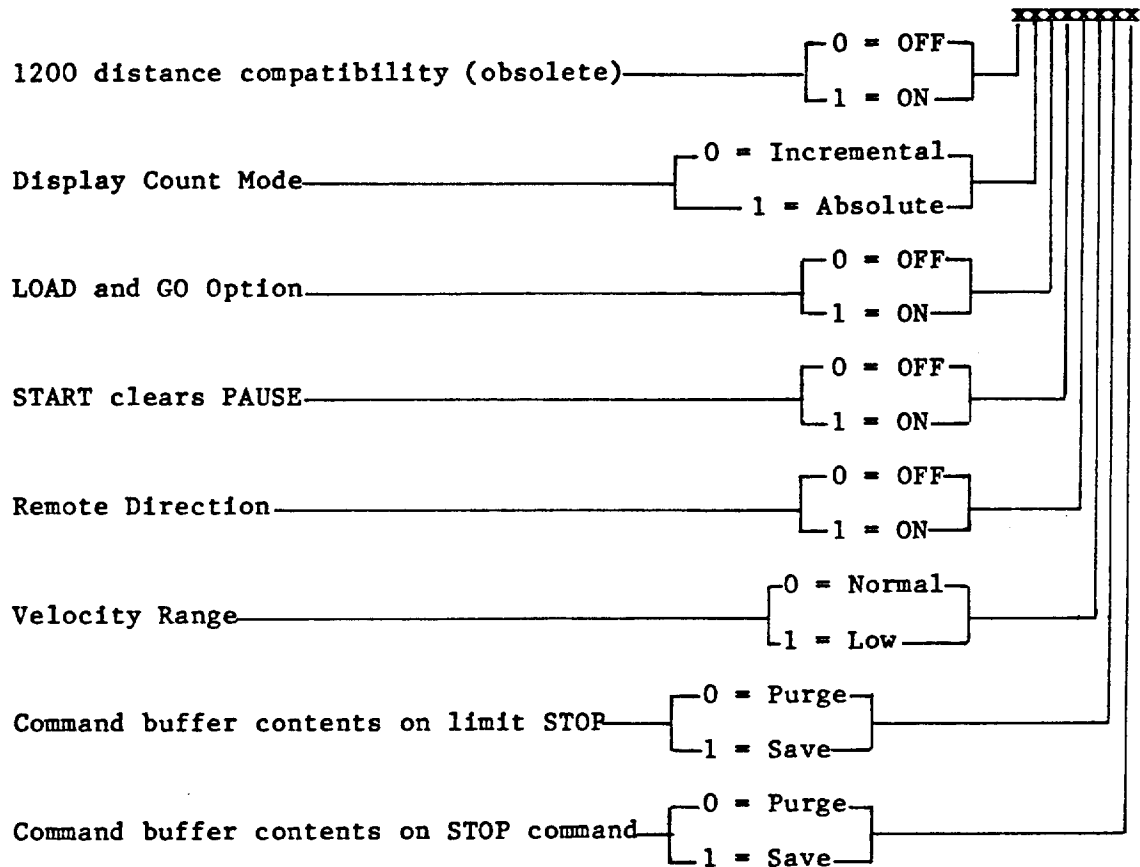 XXXXXXXX
0 = OFF
1200 distance compatibility (obsolete)
1 = ON
0 = Incremental
Display Count Mode
1 = Absolute
0 = OFF
LOAD and GO Option
1 = ON
0 = OFF
START clears PAUSE
1 = ON
0 = OFF
Remote Direction
1 = ON
0 = Normal
Velocity Range
1 = Low
0 = Purge
Command buffer contents on limit STOP
1 = Save
0 = Purge
Command buffer contents on STOP command
1 = Save